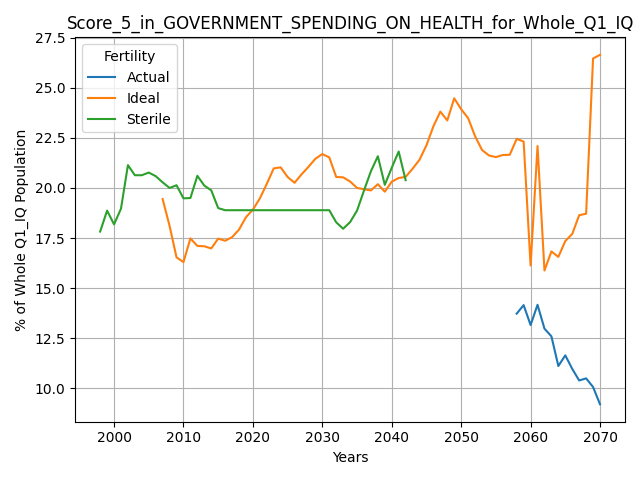 Score_5_in_GOVERNMENT_SPENDING_ON_HEALTH_for_Whole_Q1_IQ
27.5
25.0
22.5
20.0
17.5
15.0
12.5
10.0
% of Whole Q1_IQ Population
Fertility
Actual
Ideal
Sterile
2000 2010 2020 2030 2040 2050 2060 2070
Years